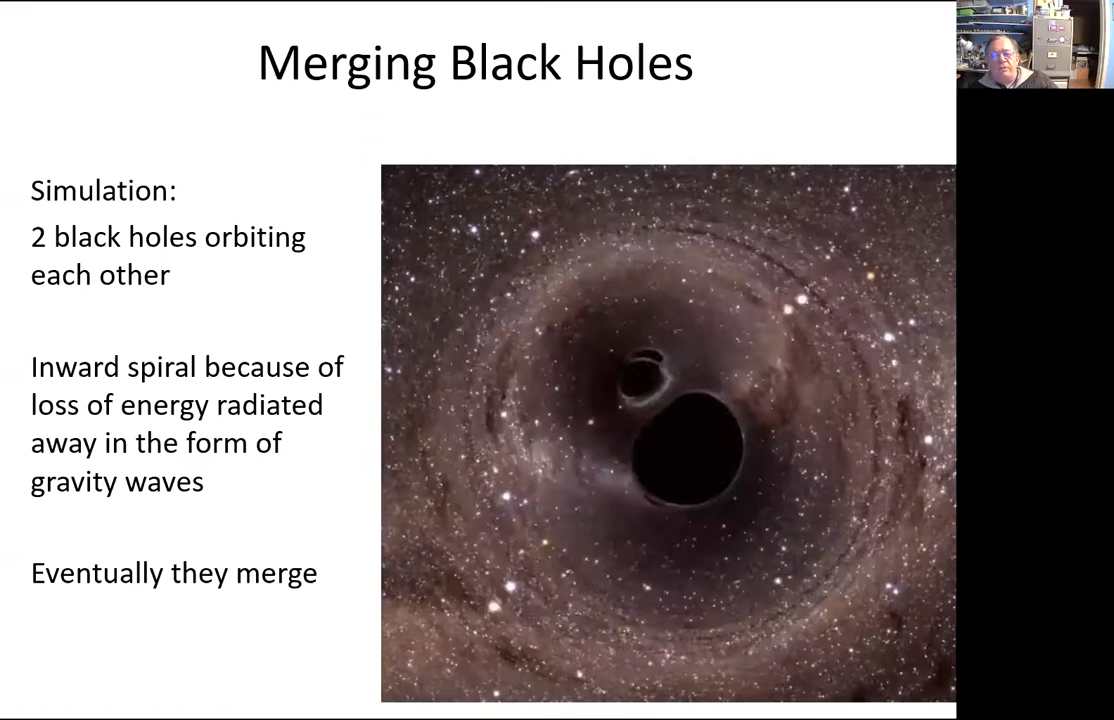 Merging Black Holes
Simulation:
2 black holes orbiting
each other
Inward spiral because of
loss of energy radiated
away in the form of
gravity waves
Eventually they merge